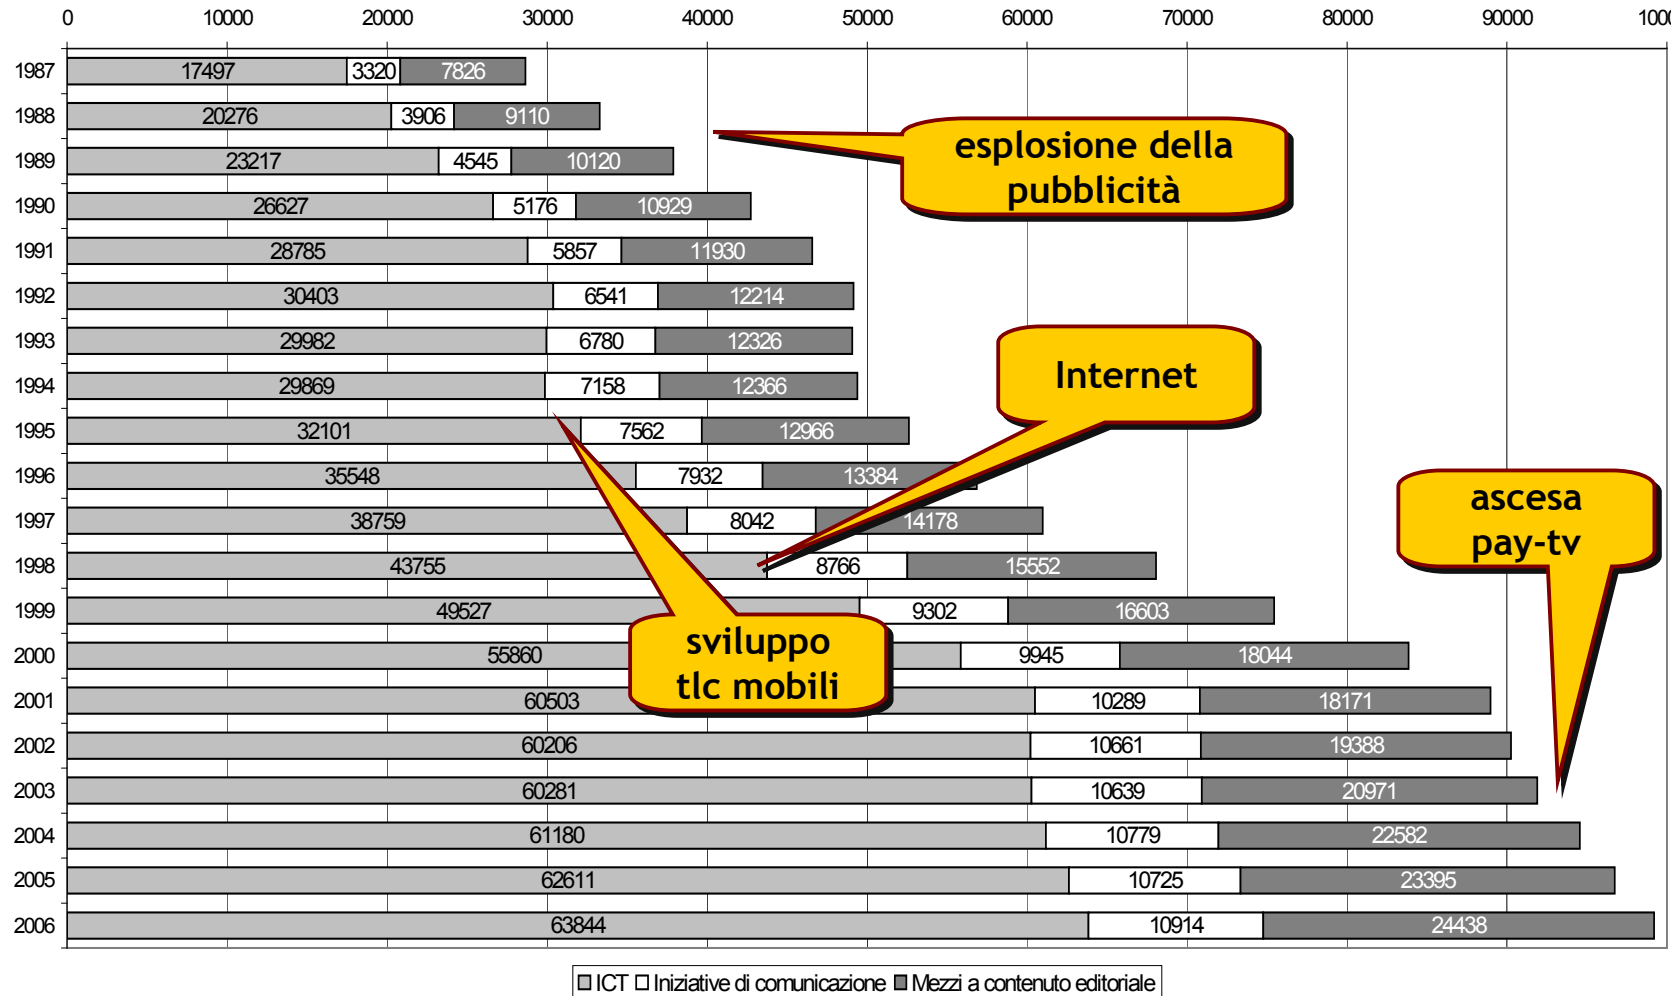 0 10000 20000 30000 40000 50000 60000 70000 80000 90000 1000
1987 17497 3320 7826
1988 20276 3906 9110
esplosione della
pubblicità
1989 23217 4545 10120
1990 26627 5176 10929
1991 28785 5857 11930
1992 30403 6541 12214
1993 29982 6780 12326
Internet
1994 29869 7158 12366
1995 32101 7562 12966
1996 35548 7932 13384
ascesa
pay-tv
1997 38759 8042 14178
1998 43755 8766 15552
1999 49527 9302 16603
sviluppo
tlc mobili
2000 55860 9945 18044
2001 60503 10289 18171
2002 60206 10661 19388
2003 60281 10639 20971
2004 61180 10779 22582
2005 62611 10725 23395
2006 63844 10914 24438
ICT Iniziative di comunicazione Mezzi a contenuto editoriale